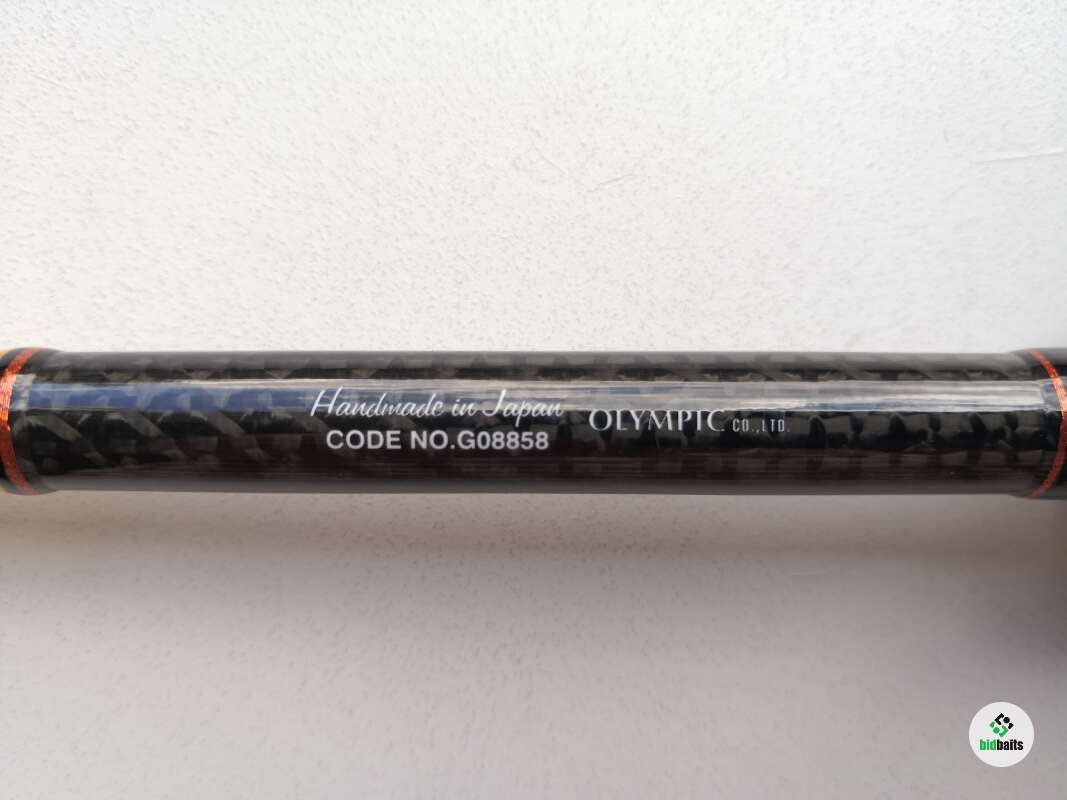 Handmade in Japan
CODE NO.G08858
OLYMPIC CO.,LTD.
bidbaits